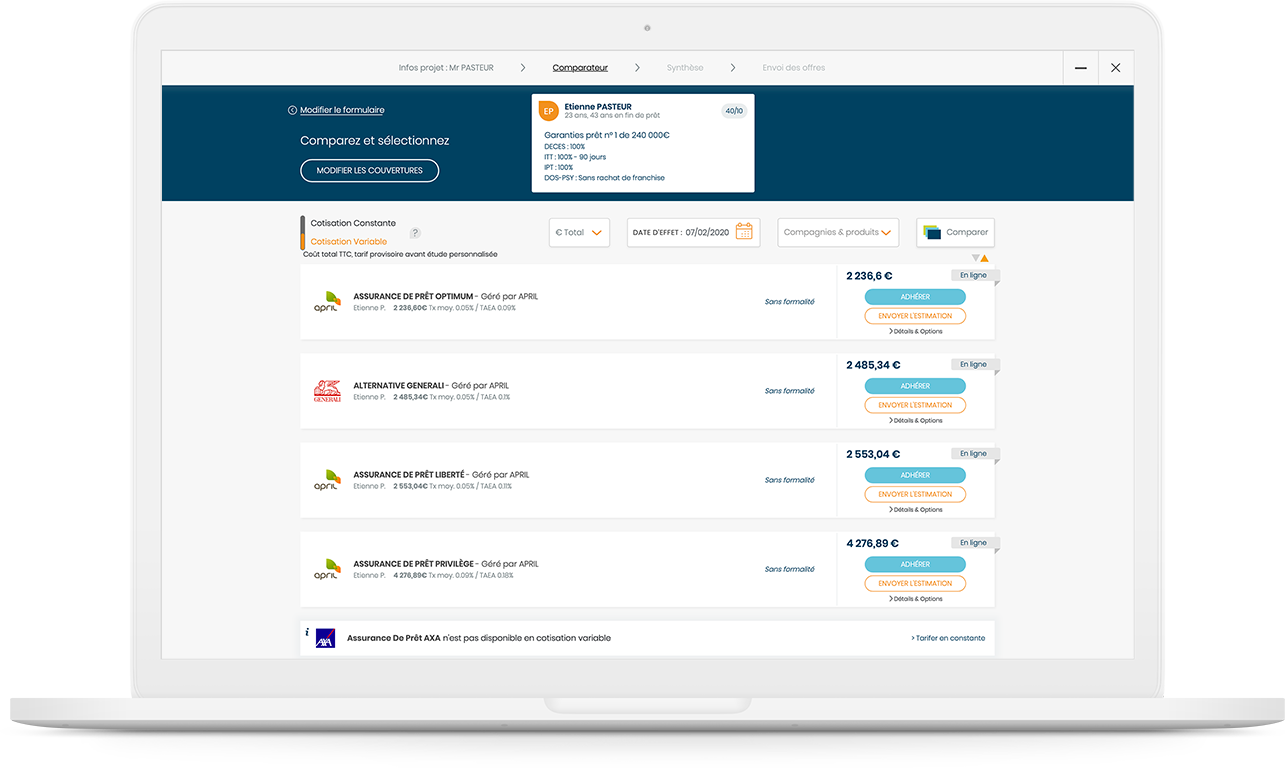 Infos projet : Mr PASTEUR
Comparateur
Synthèse
Envoi des offres
Modifier le formulaire
Comparez et sélectionnez
MODIFIER LES COUVERTURES
EP
Etienne PASTEUR
40/10
23 ans, 43 ans en fin de prêt
Garanties prêt n° 1 de 240 000€
DECES : 100%
ITT : 100% - 90 jours
IPT : 100%
DOS-PSY : Sans rachat de franchise
Cotisation Constante
Cotisation Variable
?
€ Total
DATE D'EFFET : 07/02/2020
Compagnies & produits
Comparer
Coût total TTC, tarif provisoire avant étude personnalisée
april
ASSURANCE DE PRÊT OPTIMUM - Géré par APRIL
Etienne P. 2 236,60€ Tx moy. 0.05% / TAEA 0.09%
Sans formalité
2 236,6 €
En ligne
ADHÉRER
ENVOYER L'ESTIMATION
Détails & Options
GENERALI
ALTERNATIVE GENERALI - Géré par APRIL
Etienne P. 2 485,34€ Tx moy. 0.05% / TAEA 0.1%
Sans formalité
2 485,34 €
En ligne
ADHÉRER
ENVOYER L'ESTIMATION
Détails & Options
april
ASSURANCE DE PRÊT LIBERTÉ - Géré par APRIL
Etienne P. 2 553,04€ Tx moy. 0.05% / TAEA 0.11%
Sans formalité
2 553,04 €
En ligne
ADHÉRER
ENVOYER L'ESTIMATION
Détails & Options
april
ASSURANCE DE PRÊT PRIVILÈGE - Géré par APRIL
Etienne P. 4 276,89€ Tx moy. 0.09% / TAEA 0.18%
Sans formalité
4 276,89 €
En ligne
ADHÉRER
ENVOYER L'ESTIMATION
Détails & Options
i
AXA
Assurance De Prêt AXA n'est pas disponible en cotisation variable
> Tarifer en constante